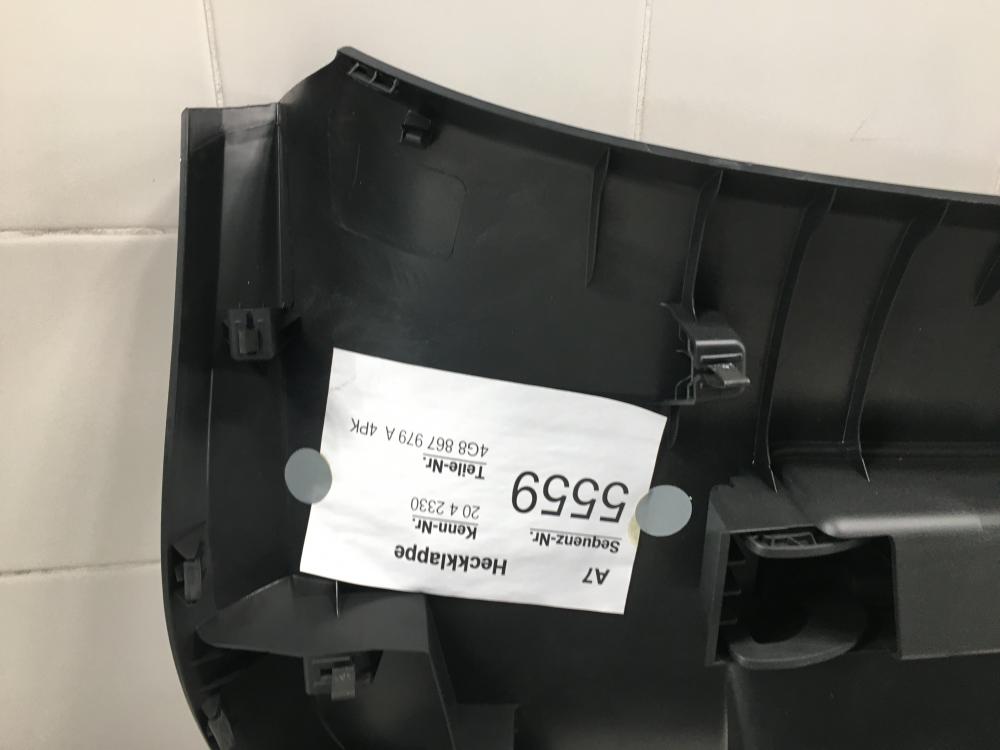 A7
Heckklappe
Sequenz-Nr.
5559
Kenn-Nr.
20 4 2330
Teile-Nr.
4G8 867 979 A 4PK